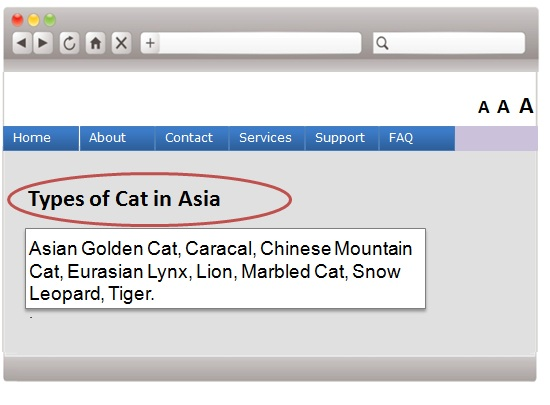 A A A
Home About Contact Services Support FAQ
Types of Cat in Asia
Asian Golden Cat, Caracal, Chinese Mountain
Cat, Eurasian Lynx, Lion, Marbled Cat, Snow
Leopard, Tiger.
.